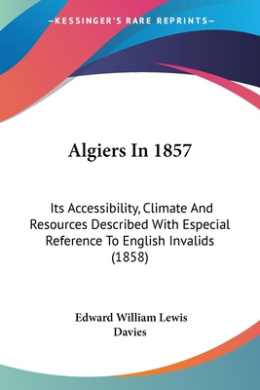 KESSINGER'S RARE REPRINTS
Algiers In 1857
Its Accessibility, Climate And
Resources Described With Especial
Reference To English Invalids
(1858)
Edward William Lewis
Davies